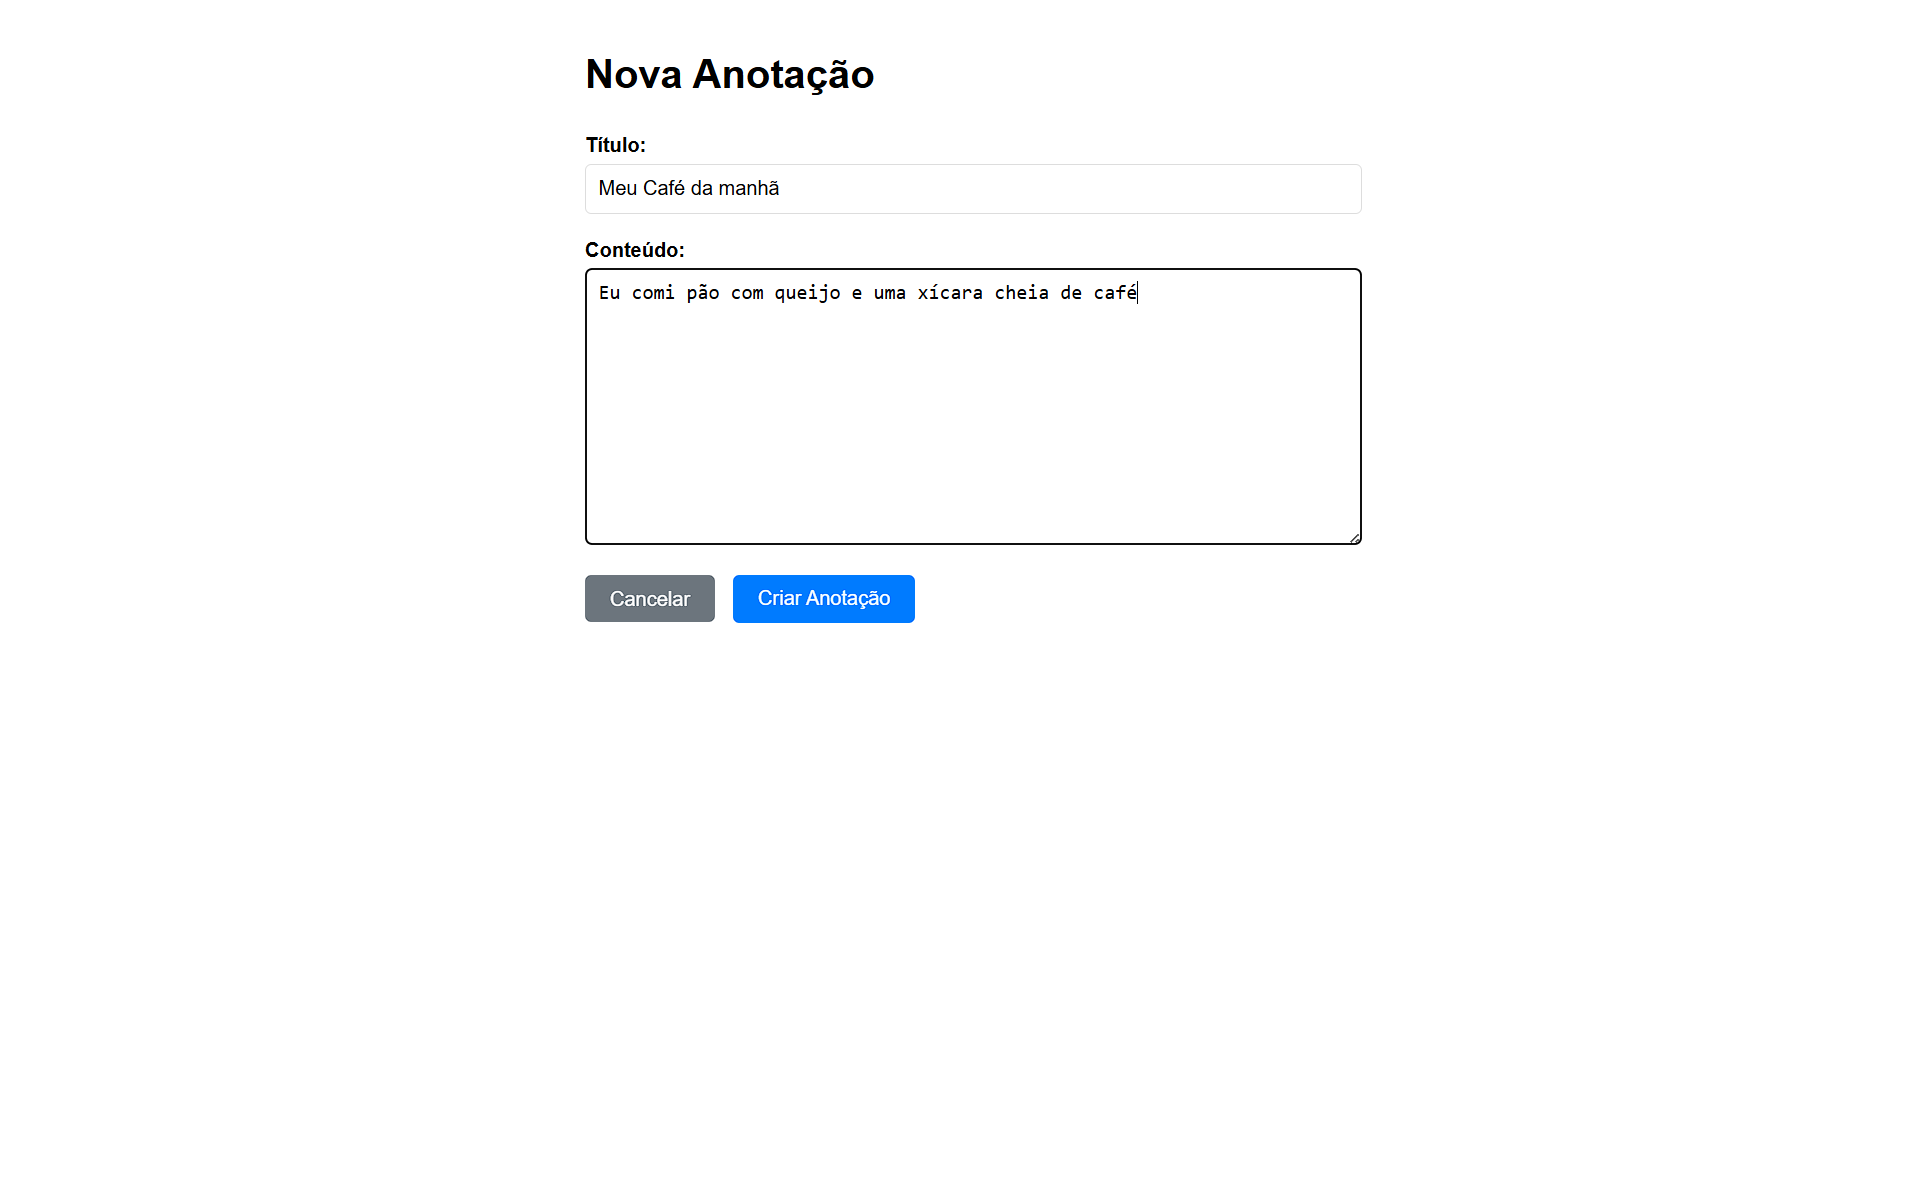 Nova Anotação
Título:
Meu Café da manhã
Conteúdo:
Eu comi pão com queijo e uma xícara cheia de café
Cancelar
Criar Anotação